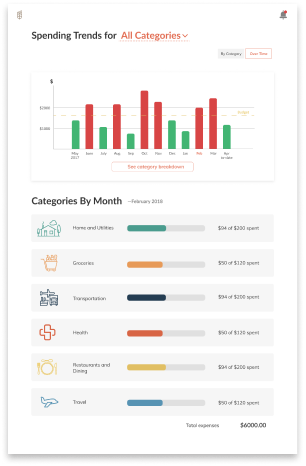 Spending Trends for All Categories
By Category Over Time
$
Budget
$2500
$1000
May June July Aug Sep Oct Nov Dec Jan Feb Mar Apr
2017 to date
See category breakdown
Categories By Month –February 2018
Home and Utilities $94 of $200 spent
Groceries $50 of $120 spent
Transportation $94 of $200 spent
Health $50 of $120 spent
Restaurants and
Dining $94 of $200 spent
Travel $50 of $120 spent
Total expenses $6000.00